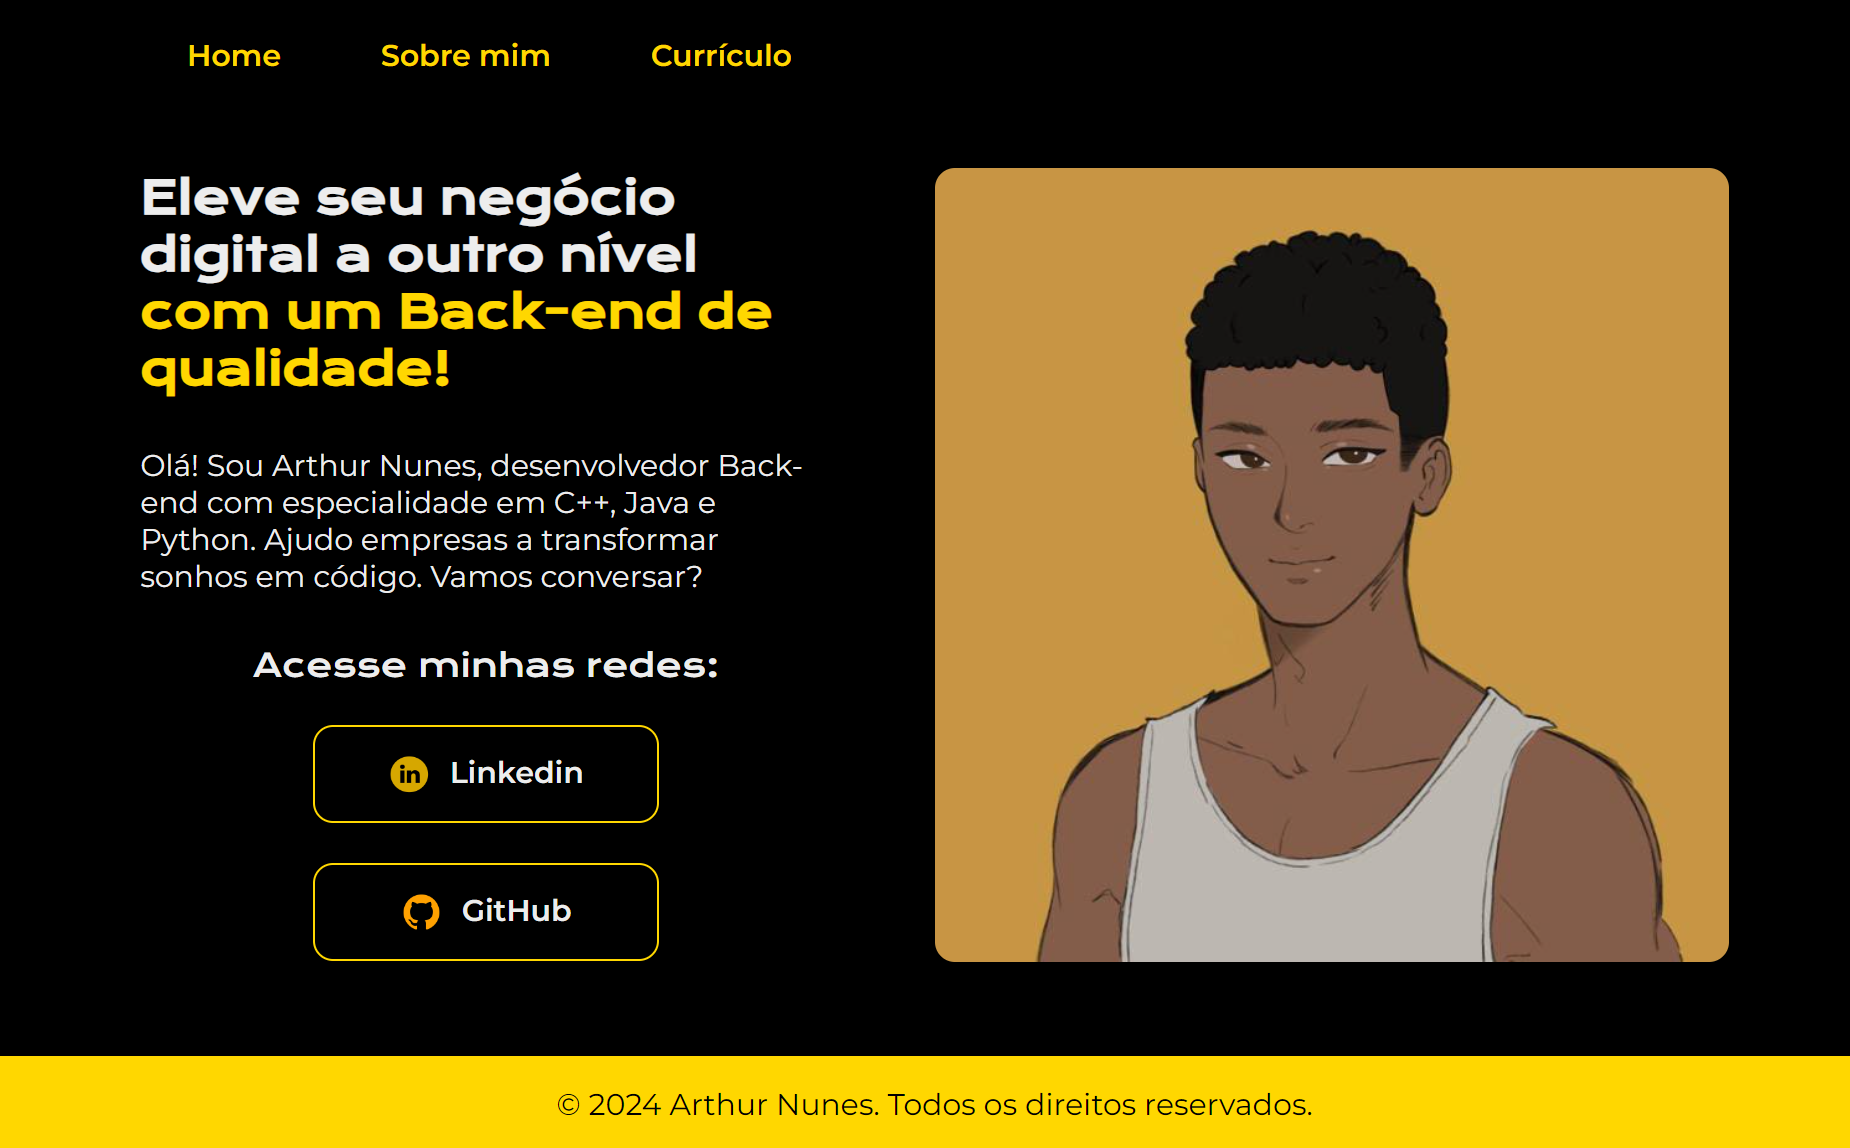 Home Sobre mim Currículo
Eleve seu negócio
digital a outro nível
com um Back-end de
qualidade!
Olá! Sou Arthur Nunes, desenvolvedor Back-
end com especialidade em C++, Java e
Python. Ajudo empresas a transformar
sonhos em código. Vamos conversar?
Acesse minhas redes:
in Linkedin
GitHub
© 2024 Arthur Nunes. Todos os direitos reservados.